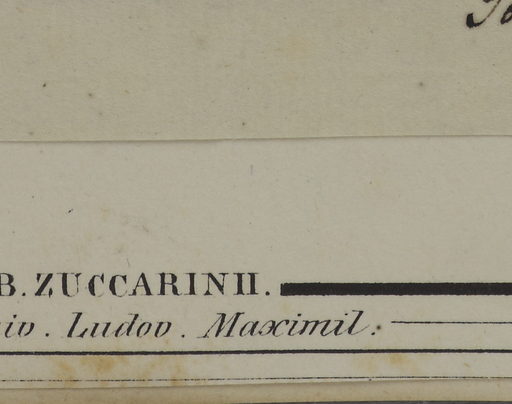 B. ZUCCARINII.
iv. Ludov. Maximil.